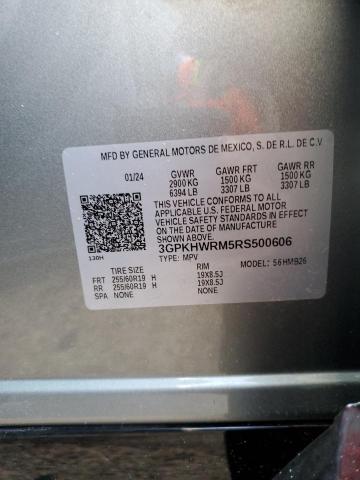 MFD BY GENERAL MOTORS DE MEXICO, S. DE R.L. DE C.V
01/24 GVWR GAWR FRT GAWR RR
2900 KG 1500 KG 1500 KG
6394 LB 3307 LB 3307 LB
THIS VEHICLE CONFORMS TO ALL
APPLICABLE U.S. FEDERAL MOTOR
VEHICLE SAFETY STANDARDS IN
EFFECT ON THE DATE OF
MANUFACTURE
3GPKHWRM5RS500606
130H TYPE: MPV MODEL: 56HMB26
TIRE SIZE RIM
FRT 255/60R19 H 19X8.5J
RR 255/60R19 H 19X8.5J
SPA NONE NONE